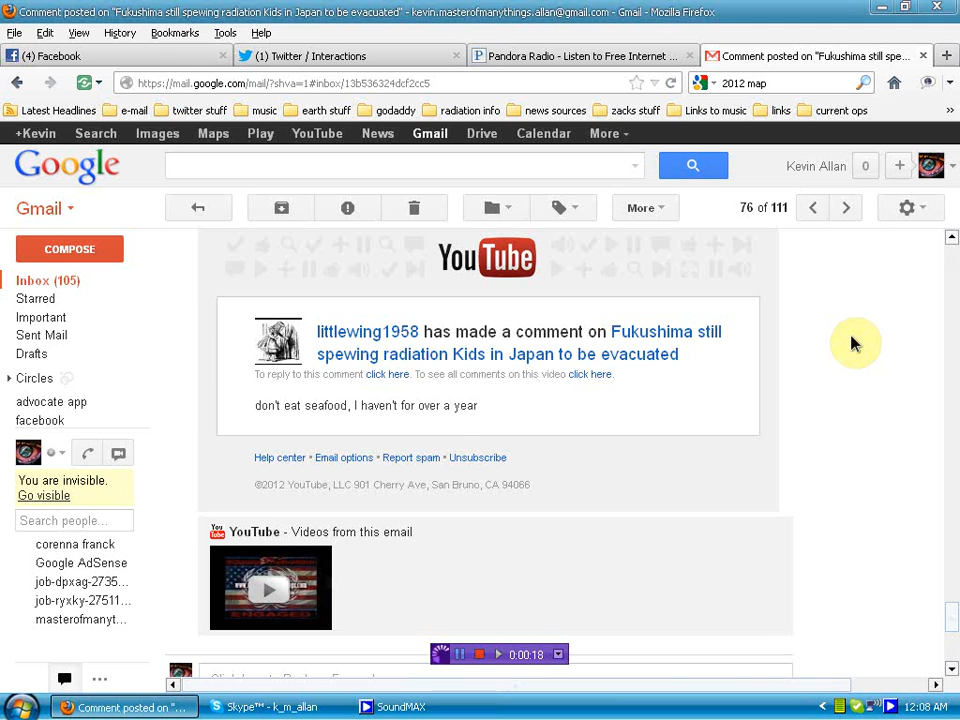 Comment posted on "Fukushima still spewing radiation Kids in Japan to be evacuated" - kevin.masterofmanythings.allan@gmail.com - Gmail - Mozilla Firefox
File Edit View History Bookmarks Tools Help
(4) Facebook
(1) Twitter / Interactions
Pandora Radio - Listen to Free Internet ...
Comment posted on "Fukushima still spe...
https://mail.google.com/mail/?shva=1#inbox/13b536324dcf2cc5
2012 map
Latest Headlines e-mail twitter stuff music earth stuff godaddy radiation info news sources zacks stuff Links to music links current ops
+Kevin Search Images Maps Play YouTube News Gmail Drive Calendar More
Google
Kevin Allan 0 +
Gmail
More
76 of 111
COMPOSE
Inbox (105)
Starred
Important
Sent Mail
Drafts
Circles
advocate app
facebook
You are invisible.
Go visible
Search people...
corenna franck
Google AdSense
job-dpxag-2735...
job-ryxky-27511...
masterofmanyt...
YouTube
littlewing1958 has made a comment on Fukushima still
spewing radiation Kids in Japan to be evacuated
To reply to this comment click here. To see all comments on this video click here.
don't eat seafood, I haven't for over a year
Help center • Email options • Report spam • Unsubscribe
©2012 YouTube, LLC 901 Cherry Ave, San Bruno, CA 94066
YouTube - Videos from this email
ENGAGED
0:00:18
Comment posted on "...
Skype™ - k_m_allan
SoundMAX
12:08 AM